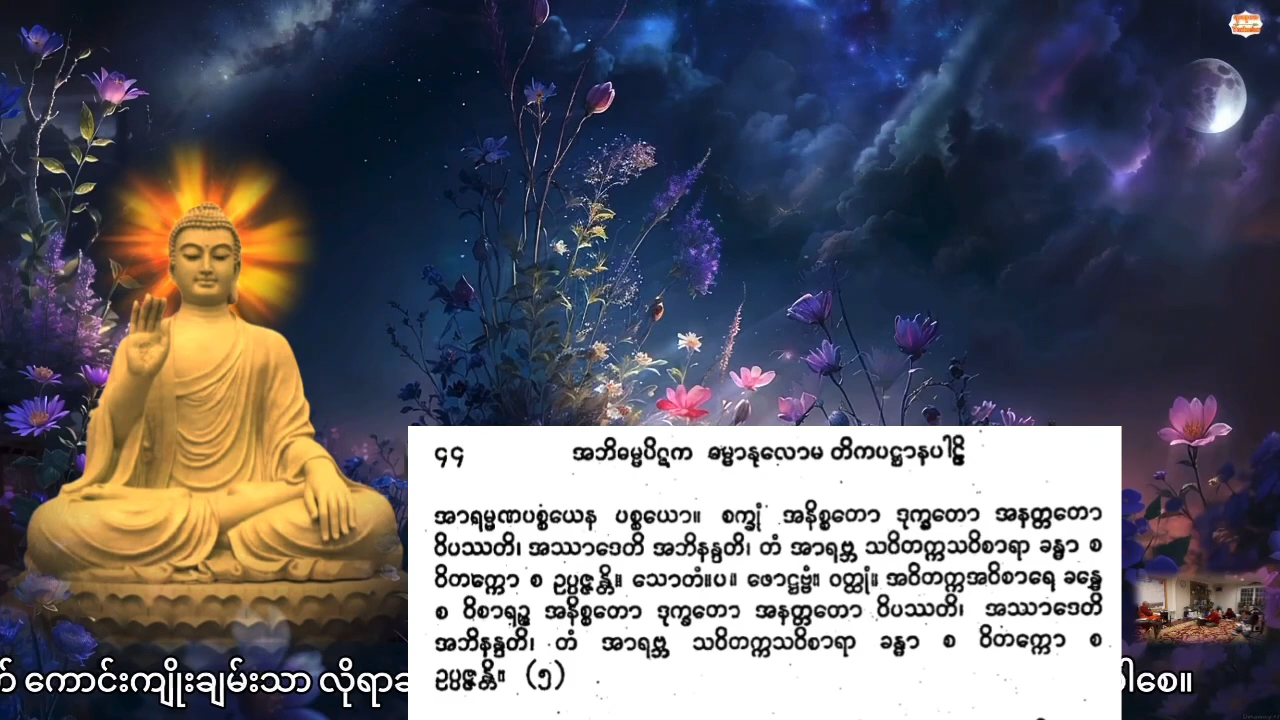 ၄၄ အဘိဓမ္မပိဋက ဓမ္မာနုလောမ တိကပဋ္ဌာနပါဠိ
အာရမ္မဏပစ္စယေန ပစ္စယော။ စက္ခုံ အနိစ္စတော ဒုက္ခတော အနတ္တတော
ဝိပဿတိ၊ အဿာဒေတိ အဘိနန္ဒတိ၊ တံ အာရဗ္ဘ သဝိတက္ကသဝိစာရာ ခန္ဓာ စ
ဝိတက္ကော စ ဥပ္ပဇ္ဇန္တိ။ သောတံ။ပ။ ဖောဋ္ဌဗ္ဗံ။ ဝတ္ထုံ။ အဝိတက္ကအဝိစာရေ ခန္ဓေ
စ ဝိစာရဉ္စ အနိစ္စတော ဒုက္ခတော အနတ္တတော ဝိပဿတိ၊ အဿာဒေတိ
အဘိနန္ဒတိ၊ တံ အာရဗ္ဘ သဝိတက္ကသဝိစာရာ ခန္ဓာ စ ဝိတက္ကော စ
ဥပ္ပဇ္ဇန္တိ။ (၅)
ကောင်းကျိုးချမ်းသာ